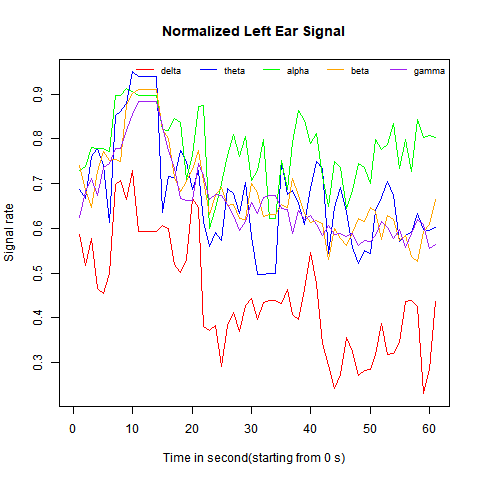 Normalized Left Ear Signal
delta theta alpha beta gamma
Signal rate
0.9
0.8
0.7
0.6
0.5
0.4
0.3
0 10 20 30 40 50 60
Time in second(starting from 0 s)